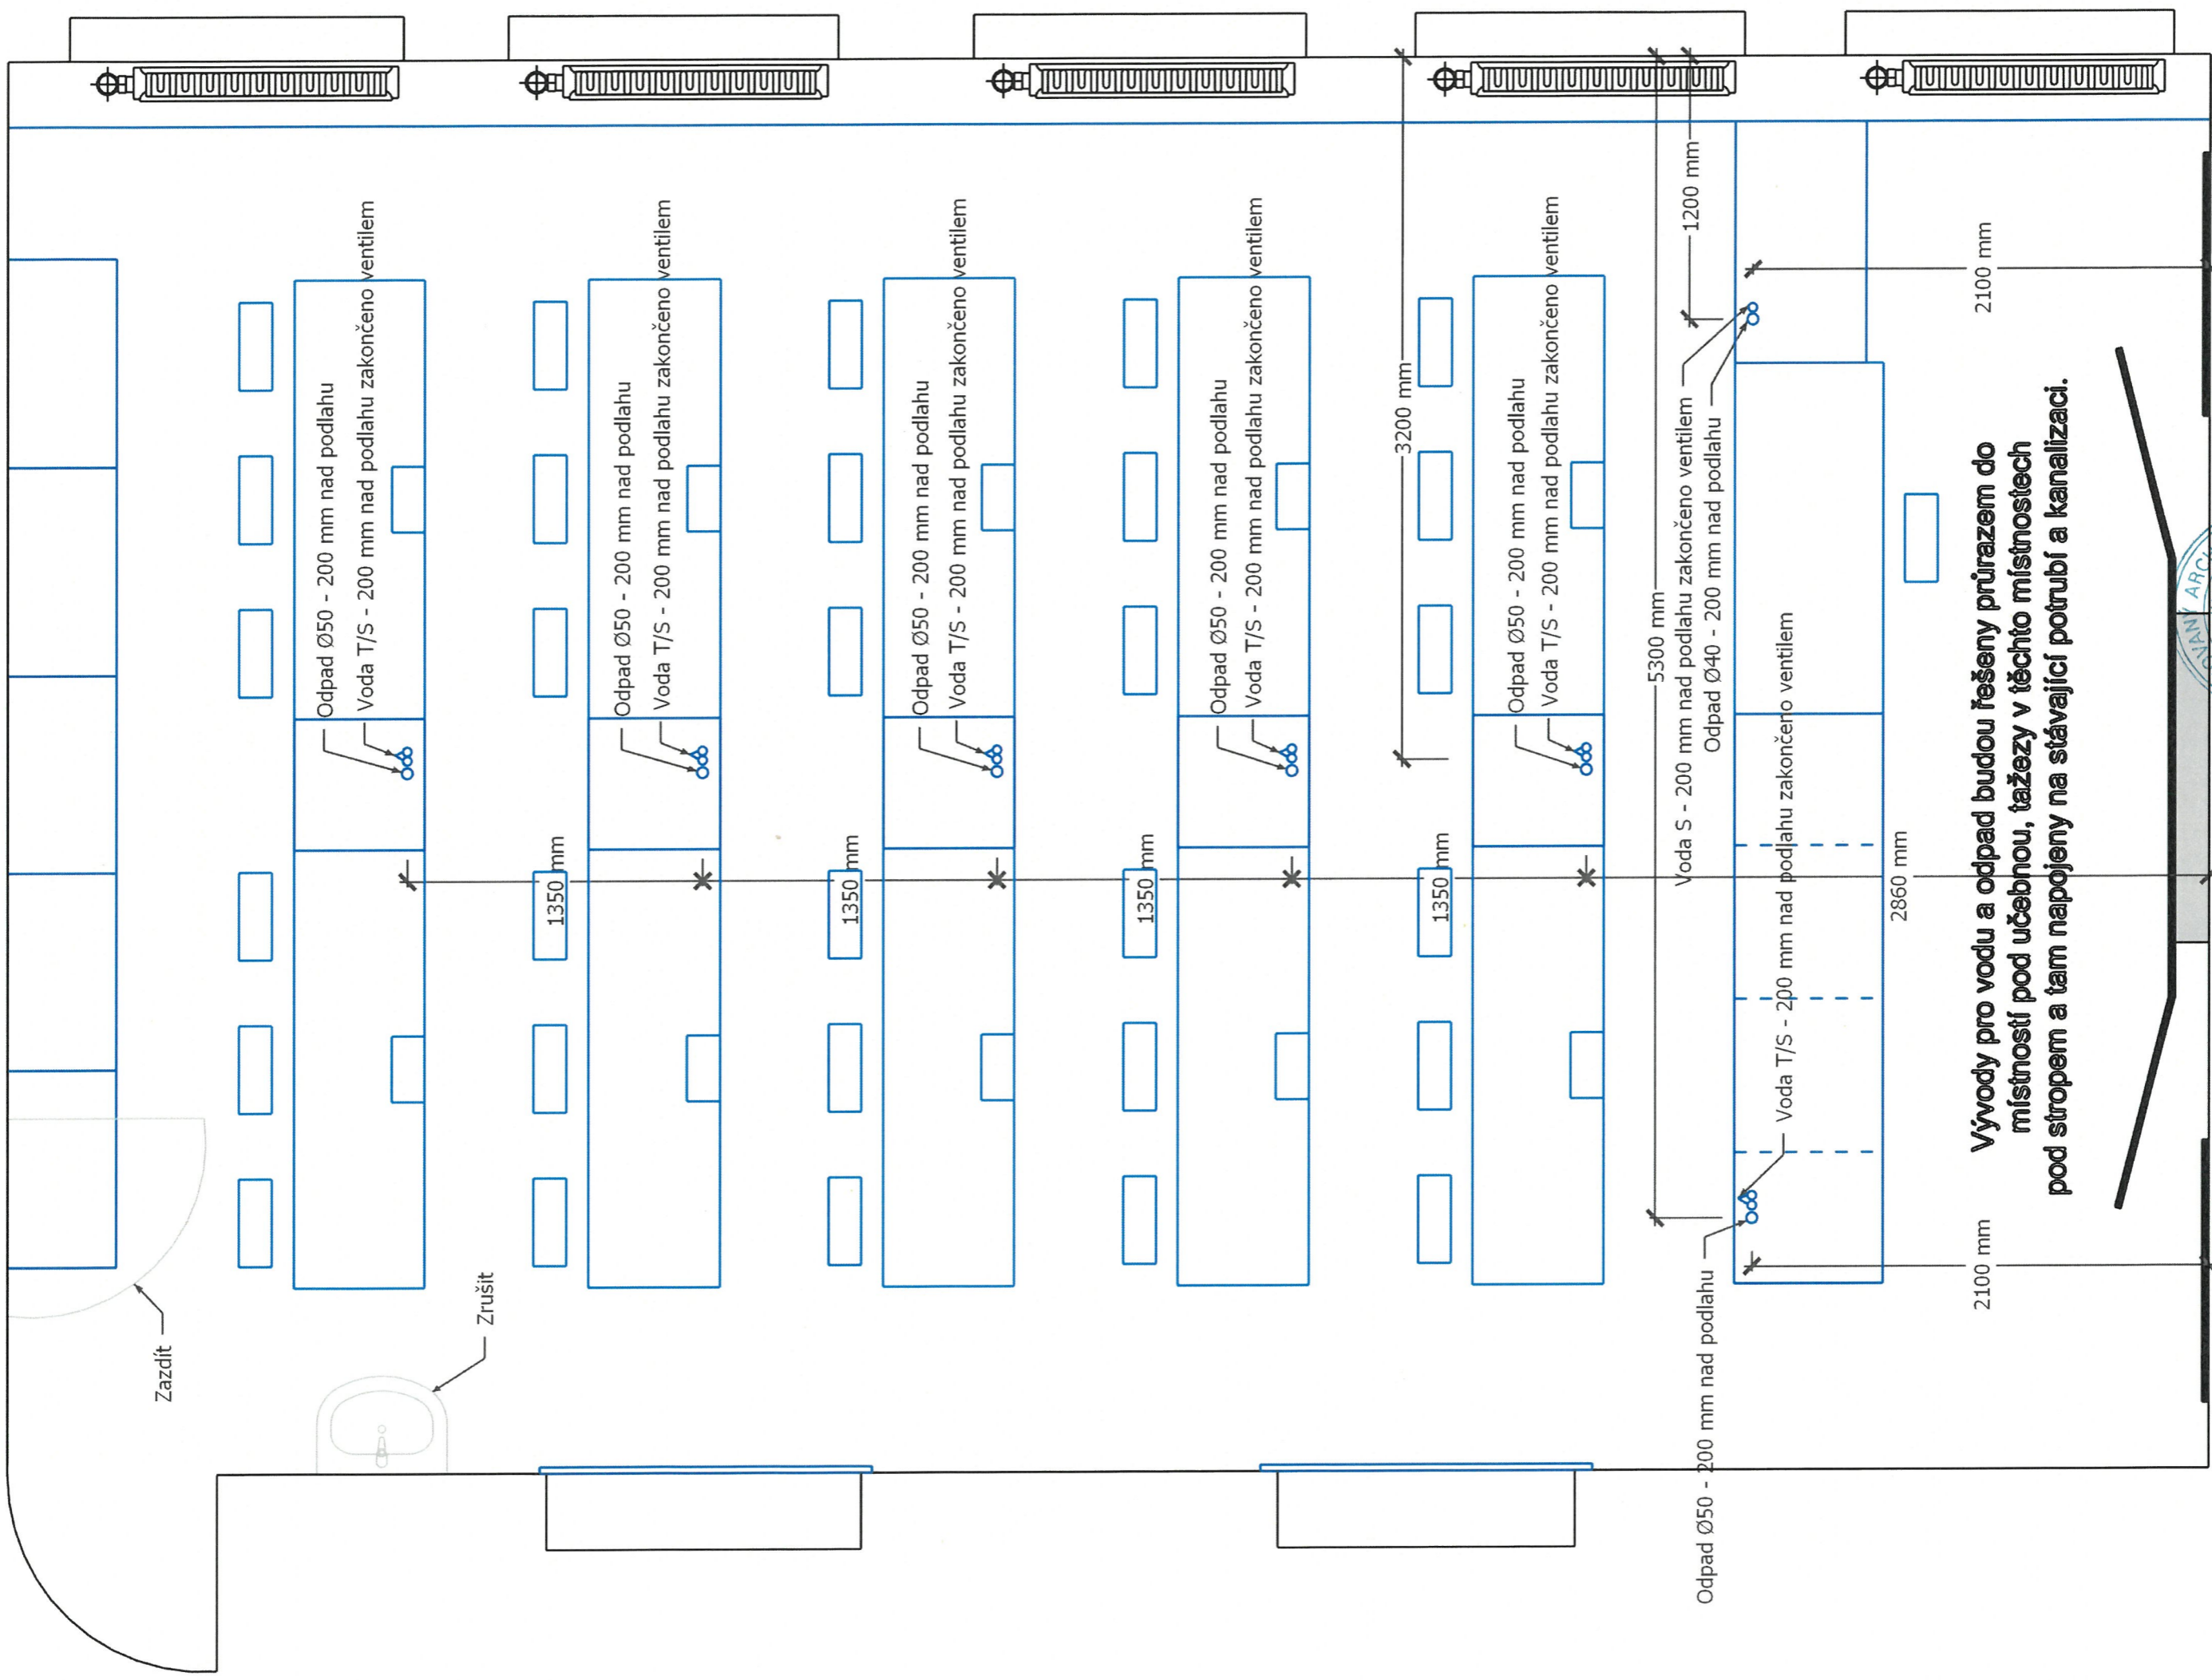 Zazdít
Zrušit
Odpad Ø50 - 200 mm nad podlahu
Voda T/S - 200 mm nad podlahu zakončeno ventilem
1350 mm
Odpad Ø50 - 200 mm nad podlahu
Voda T/S - 200 mm nad podlahu zakončeno ventilem
1350 mm
Odpad Ø50 - 200 mm nad podlahu
Voda T/S - 200 mm nad podlahu zakončeno ventilem
1350 mm
Odpad Ø50 - 200 mm nad podlahu
Voda T/S - 200 mm nad podlahu zakončeno ventilem
1350 mm
Odpad Ø50 - 200 mm nad podlahu
Voda T/S - 200 mm nad podlahu zakončeno ventilem
3200 mm
5300 mm
1200 mm
Voda S - 200 mm nad podlahu zakončeno ventilem
Odpad Ø40 - 200 mm nad podlahu
Odpad Ø50 - 200 mm nad podlahu
Voda T/S - 200 mm nad podlahu zakončeno ventilem
2860 mm
2100 mm
2100 mm
Vývody pro vodu a odpad budou řešeny průrazem do
místností pod učebnou, tažezy v těchto místnostech
pod stropem a tam napojeny na stávající potrubí a kanalizaci.